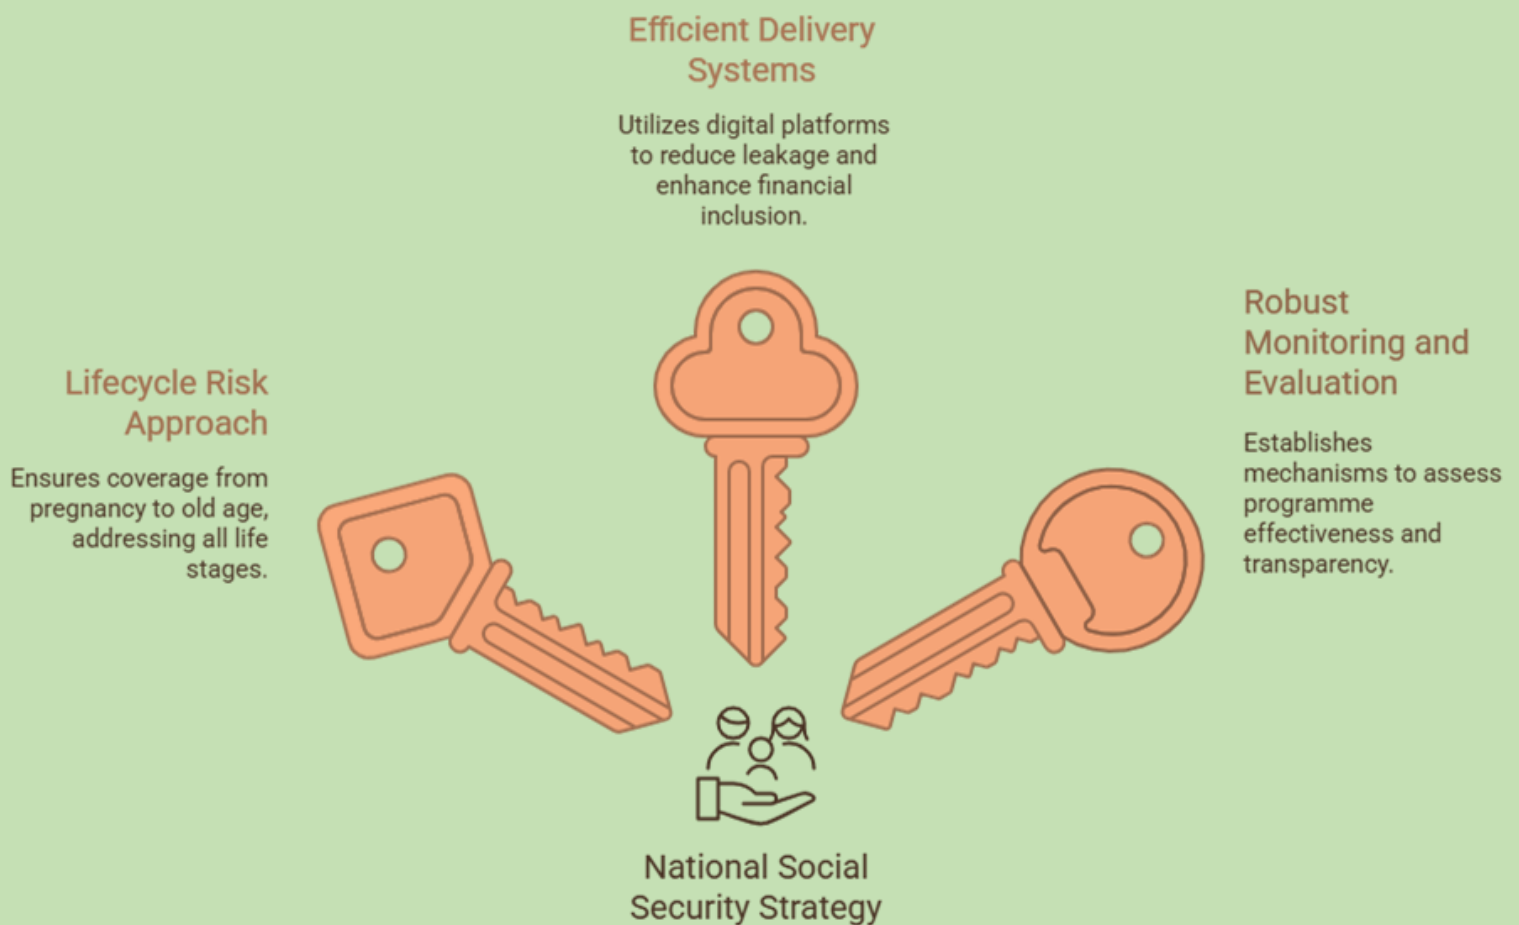 Efficient Delivery
Systems
Utilizes digital platforms
to reduce leakage and
enhance financial
inclusion.
Lifecycle Risk
Approach
Ensures coverage from
pregnancy to old age,
addressing all life
stages.
Robust
Monitoring and
Evaluation
Establishes
mechanisms to assess
programme
effectiveness and
transparency.
National Social
Security Strategy